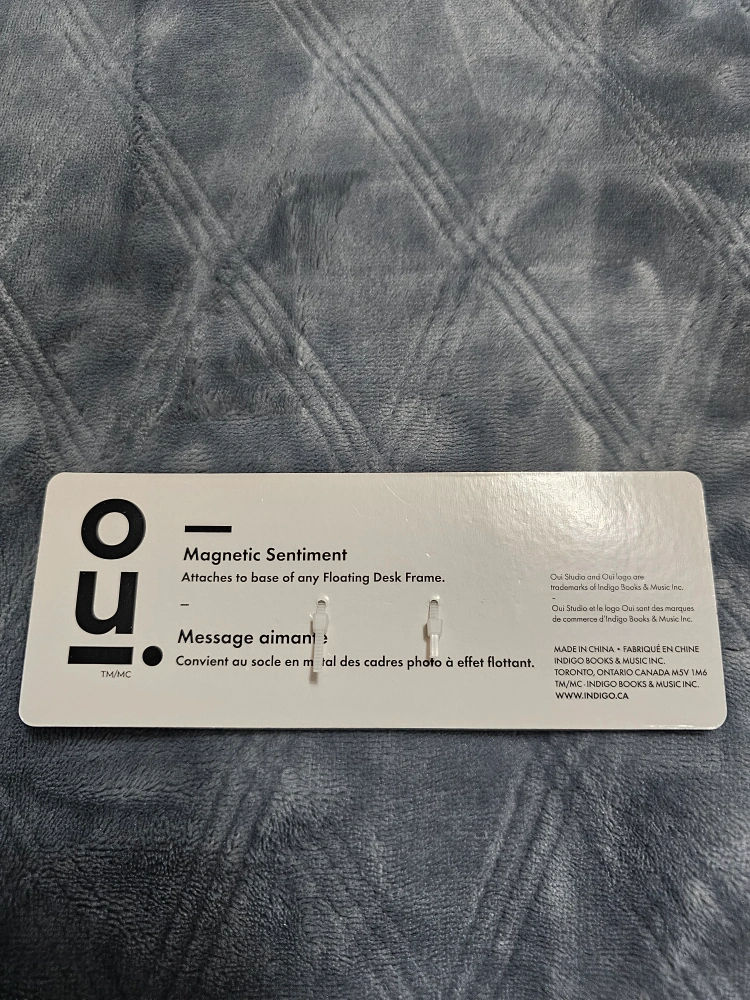 oui
TM/MC
Magnetic Sentiment
Attaches to base of any Floating Desk Frame.
–
Message aimanté
Convient au socle en métal des cadres photo à effet flottant.
Oui Studio and Oui logo are
trademarks of Indigo Books & Music Inc.
–
Oui Studio et le logo Oui sont des marques
de commerce d'Indigo Books & Music Inc.
MADE IN CHINA • FABRIQUÉ EN CHINE
INDIGO BOOKS & MUSIC INC.
TORONTO, ONTARIO CANADA M5V 1M6
TM/MC - INDIGO BOOKS & MUSIC INC.
WWW.INDIGO.CA